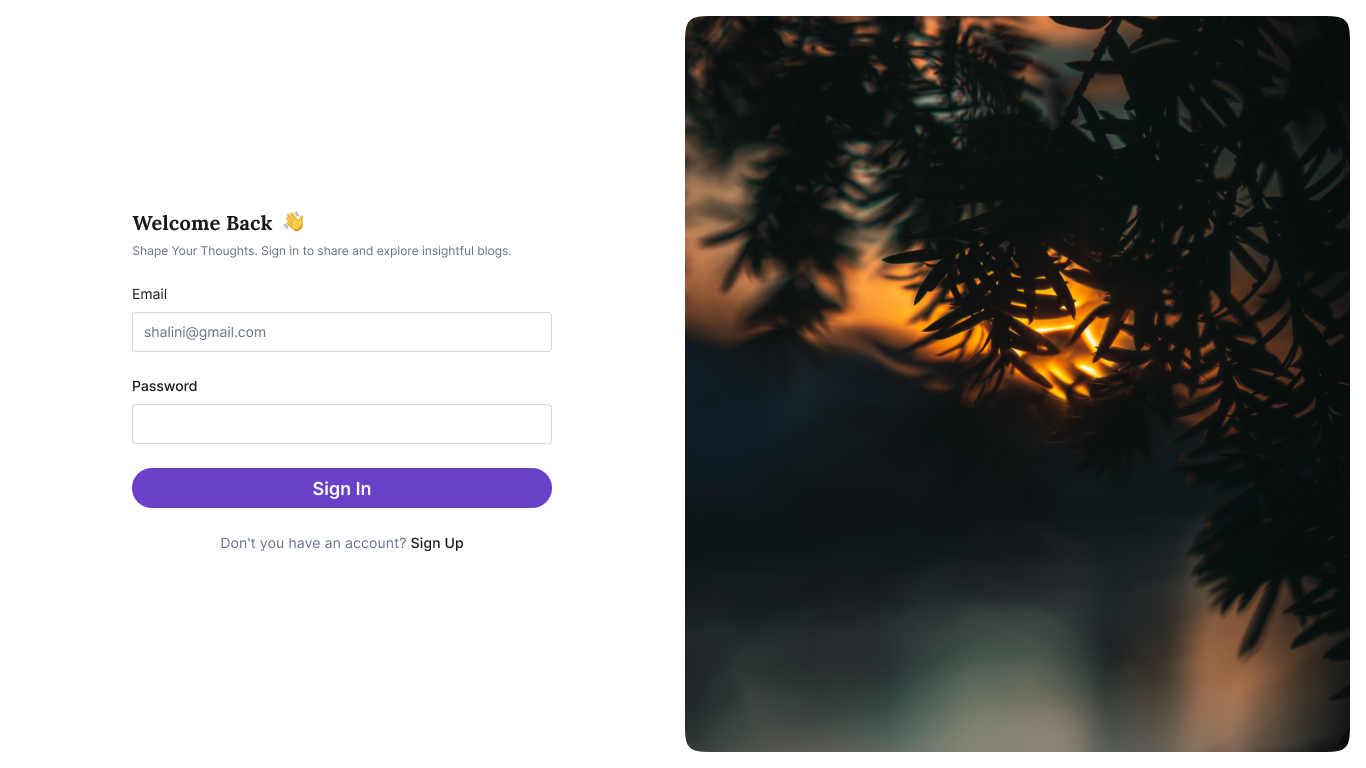 Welcome Back 👋
Shape Your Thoughts. Sign in to share and explore insightful blogs.
Email
shalini@gmail.com
Password
Sign In
Don't you have an account? Sign Up